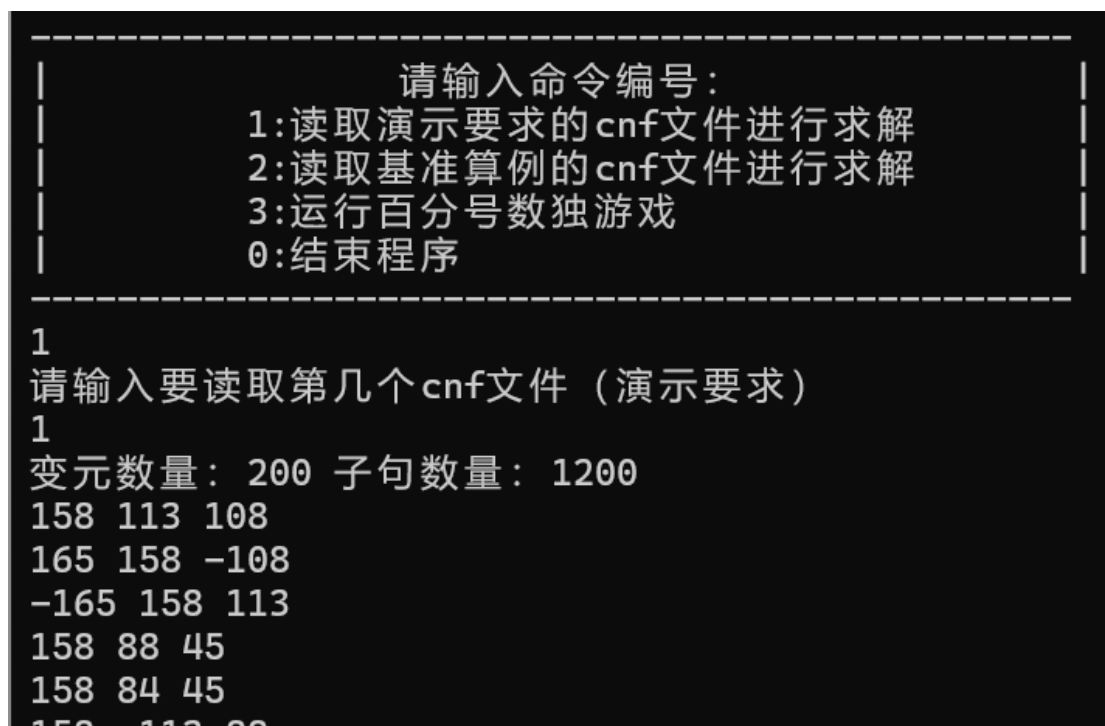 请输入命令编号:
1:读取演示要求的cnf文件进行求解
2:读取基准算例的cnf文件进行求解
3:运行百分号数独游戏
0:结束程序
1
请输入要读取第几个cnf文件（演示要求）
1
变元数量: 200 子句数量: 1200
158 113 108
165 158 -108
-165 158 113
158 88 45
158 84 45